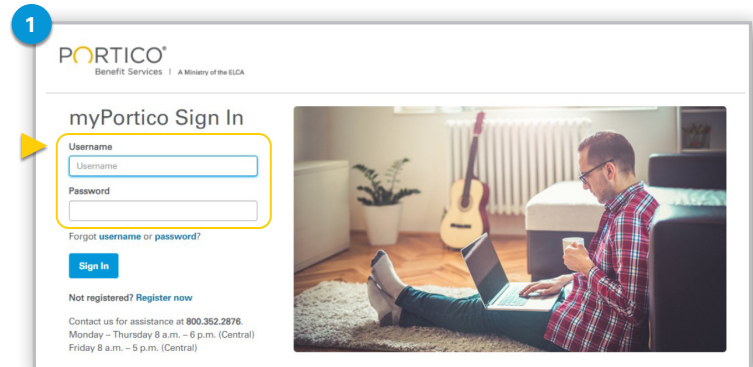 1
PORTICO®
Benefit Services | A Ministry of the ELCA
myPortico Sign In
Username
Username
Password
Forgot username or password?
Sign In
Not registered? Register now
Contact us for assistance at 800.352.2876.
Monday – Thursday 8 a.m. – 6 p.m. (Central)
Friday 8 a.m. – 5 p.m. (Central)